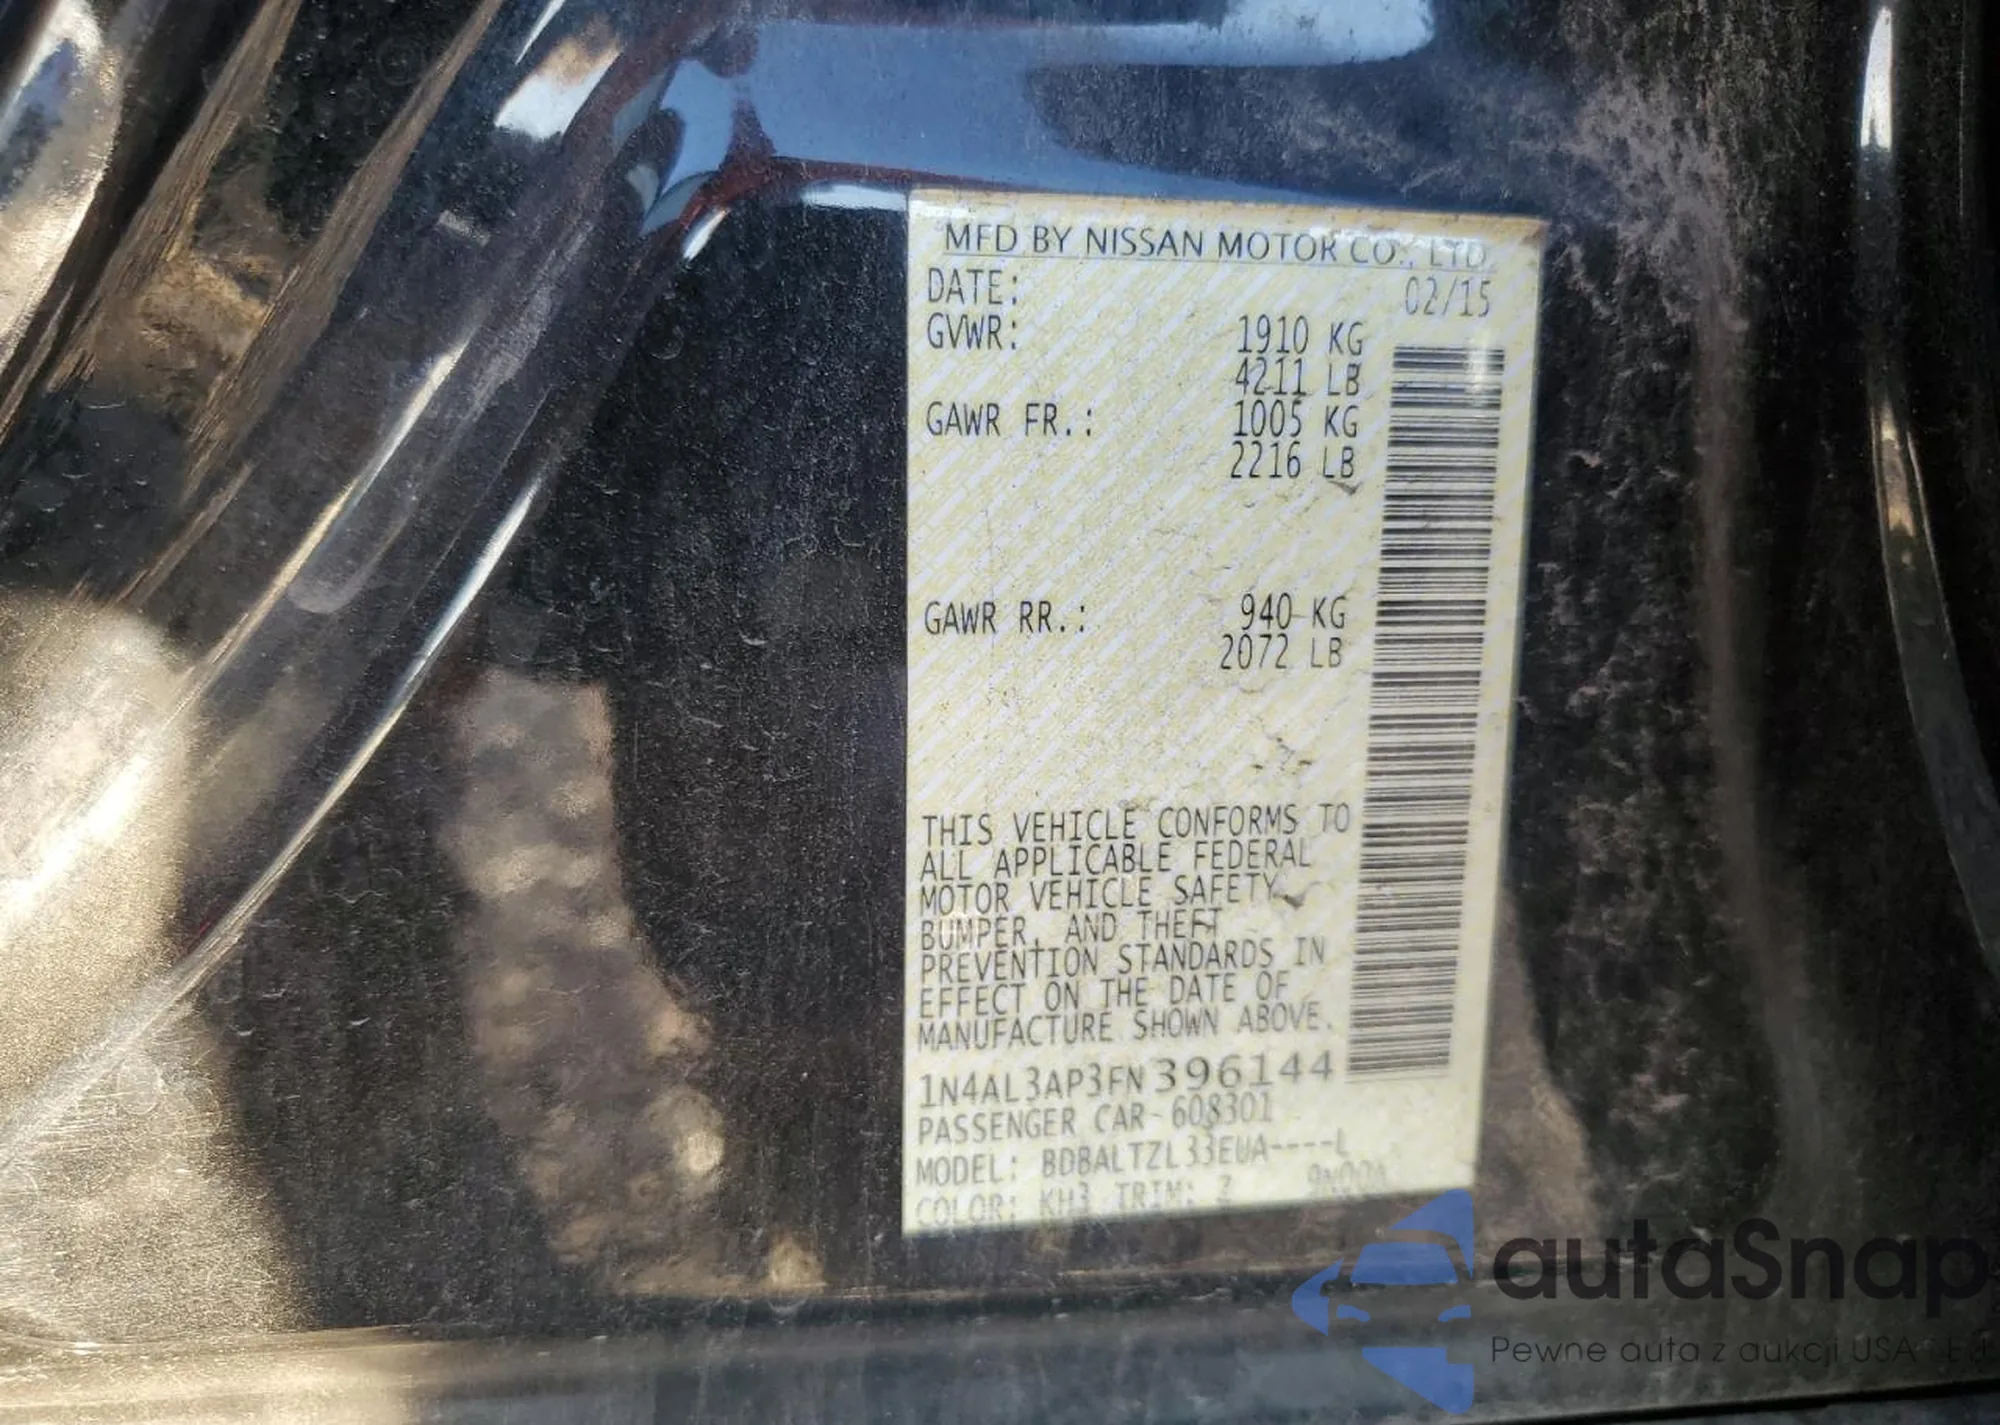 MFD BY NISSAN MOTOR CO., LTD.
DATE: 02/15
GVWR: 1910 KG
4211 LB
GAWR FR.: 1005 KG
2216 LB
GAWR RR.: 940 KG
2072 LB
THIS VEHICLE CONFORMS TO
ALL APPLICABLE FEDERAL
MOTOR VEHICLE SAFETY,
BUMPER, AND THEFT
PREVENTION STANDARDS IN
EFFECT ON THE DATE OF
MANUFACTURE SHOWN ABOVE.
1N4AL3AP3FN396144
PASSENGER CAR-608301
MODEL: BDBALTZL33EUA----L
COLOR: KH3 TRIM: Z
autaSnap
Pewne auta z aukcji USA